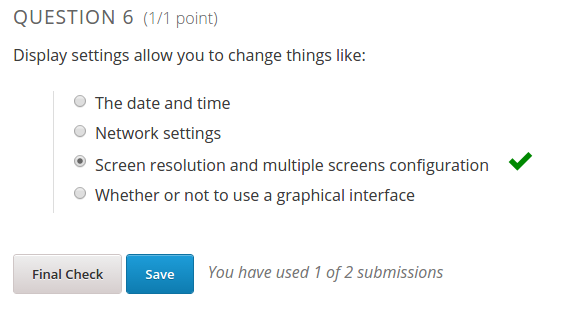 QUESTION 6 (1/1 point)
Display settings allow you to change things like:
The date and time
Network settings
Screen resolution and multiple screens configuration
Whether or not to use a graphical interface
Final Check Save You have used 1 of 2 submissions